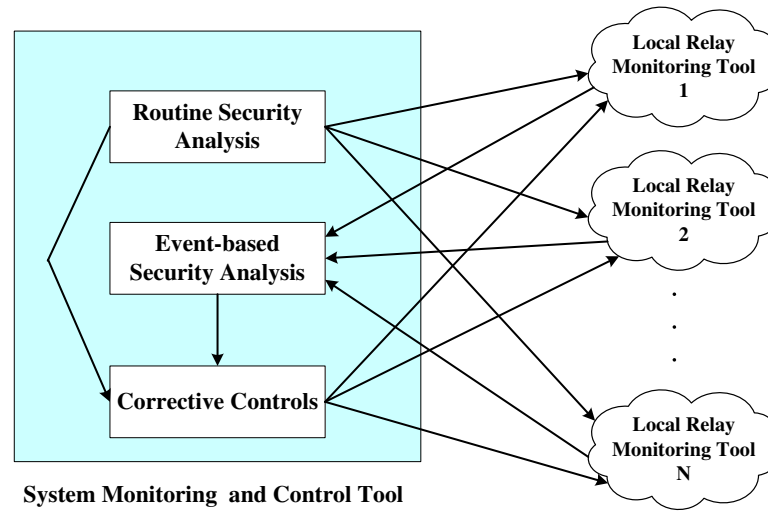 Routine Security
Analysis
Event-based
Security Analysis
Corrective Controls
System Monitoring and Control Tool
Local Relay
Monitoring Tool
1
Local Relay
Monitoring Tool
2
.
.
.
Local Relay
Monitoring Tool
N